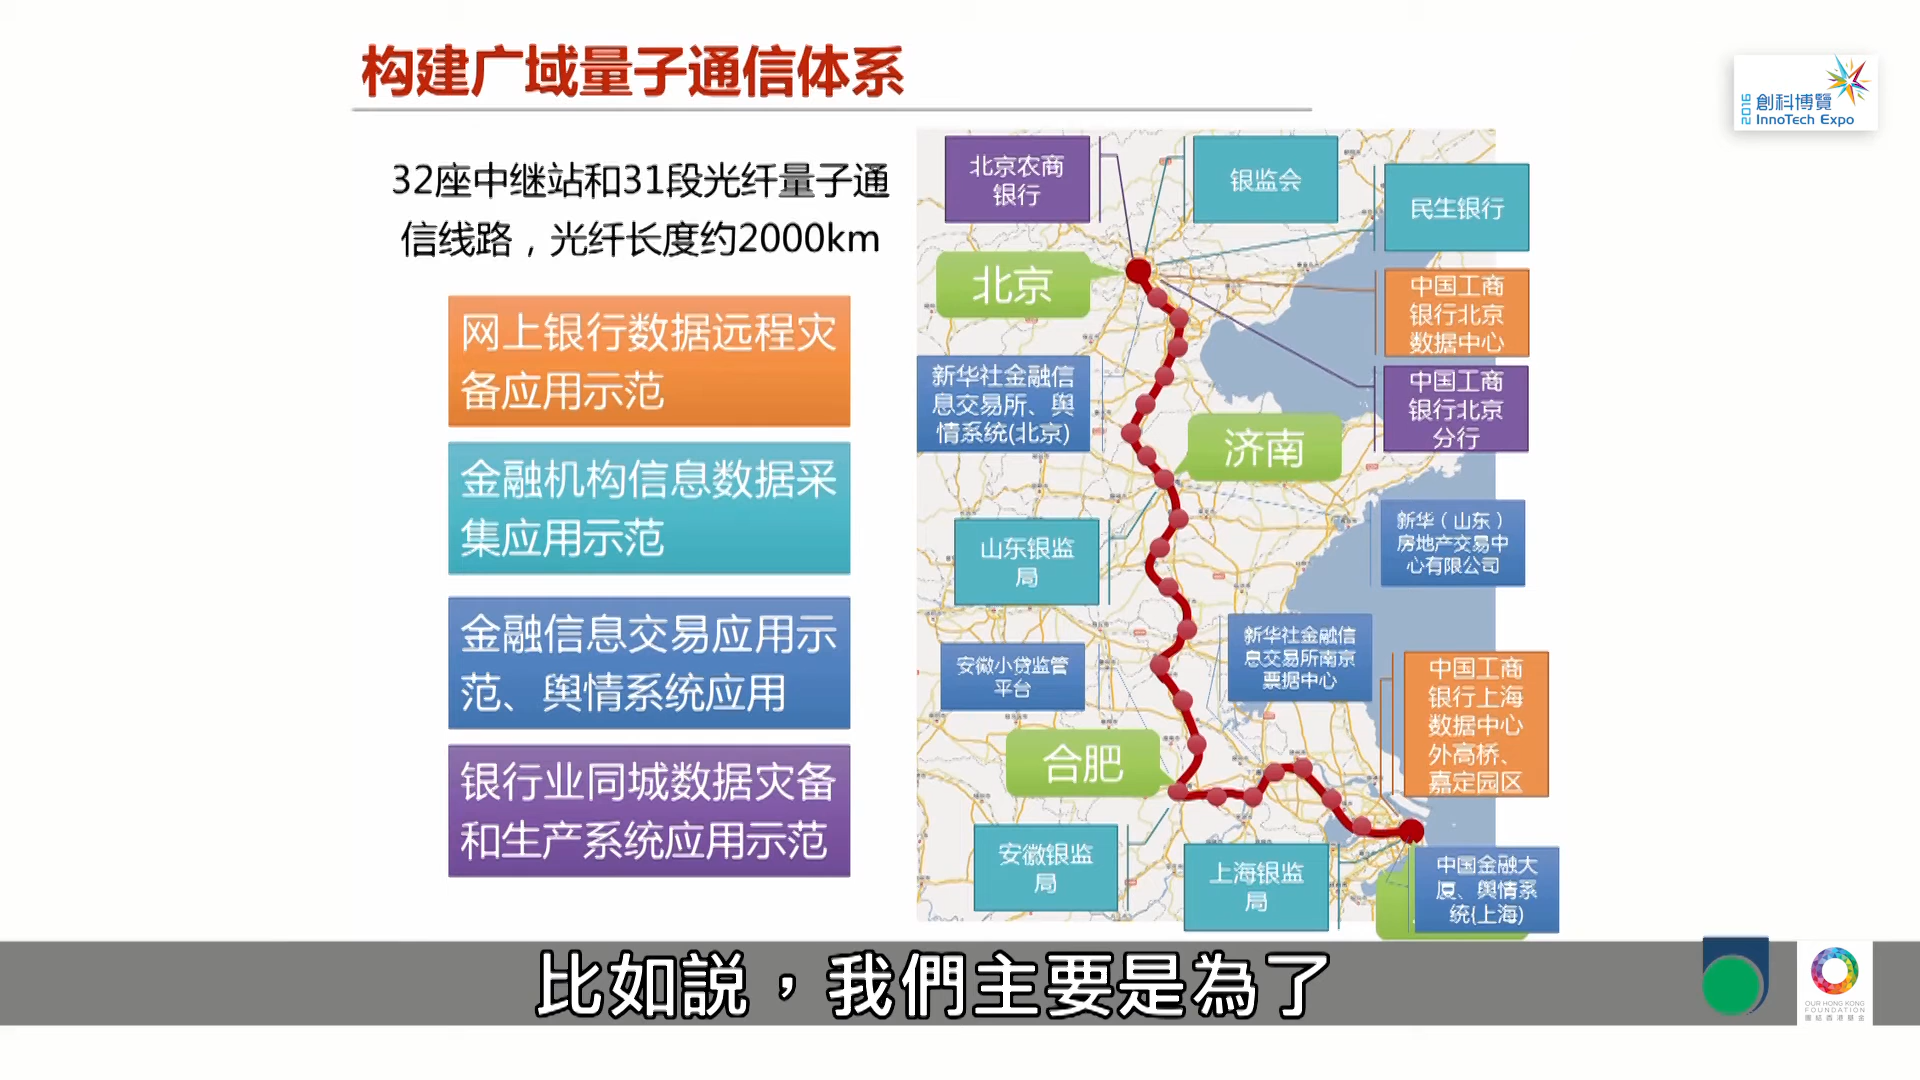 构建广域量子通信体系
2016
創科博覽
InnoTech Expo
32座中继站和31段光纤量子通
信线路，光纤长度约2000km
网上银行数据远程灾
备应用示范
金融机构信息数据采
集应用示范
金融信息交易应用示
范、舆情系统应用
银行业同城数据灾备
和生产系统应用示范
北京农商
银行
银监会
民生银行
北京
中国工商
银行北京
数据中心
新华社金融信
息交易所、舆
情系统(北京)
中国工商
银行北京
分行
济南
新华（山东）
房地产交易中
心有限公司
山东银监
局
新华社金融信
息交易所南京
票据中心
安徽小贷监管
平台
中国工商
银行上海
数据中心
外高桥、
嘉定园区
合肥
安徽银监
局
上海银监
局
中国金融大
厦、舆情系
统(上海)
比如説，我們主要是為了
OUR HONG KONG
FOUNDATION
團結香港基金